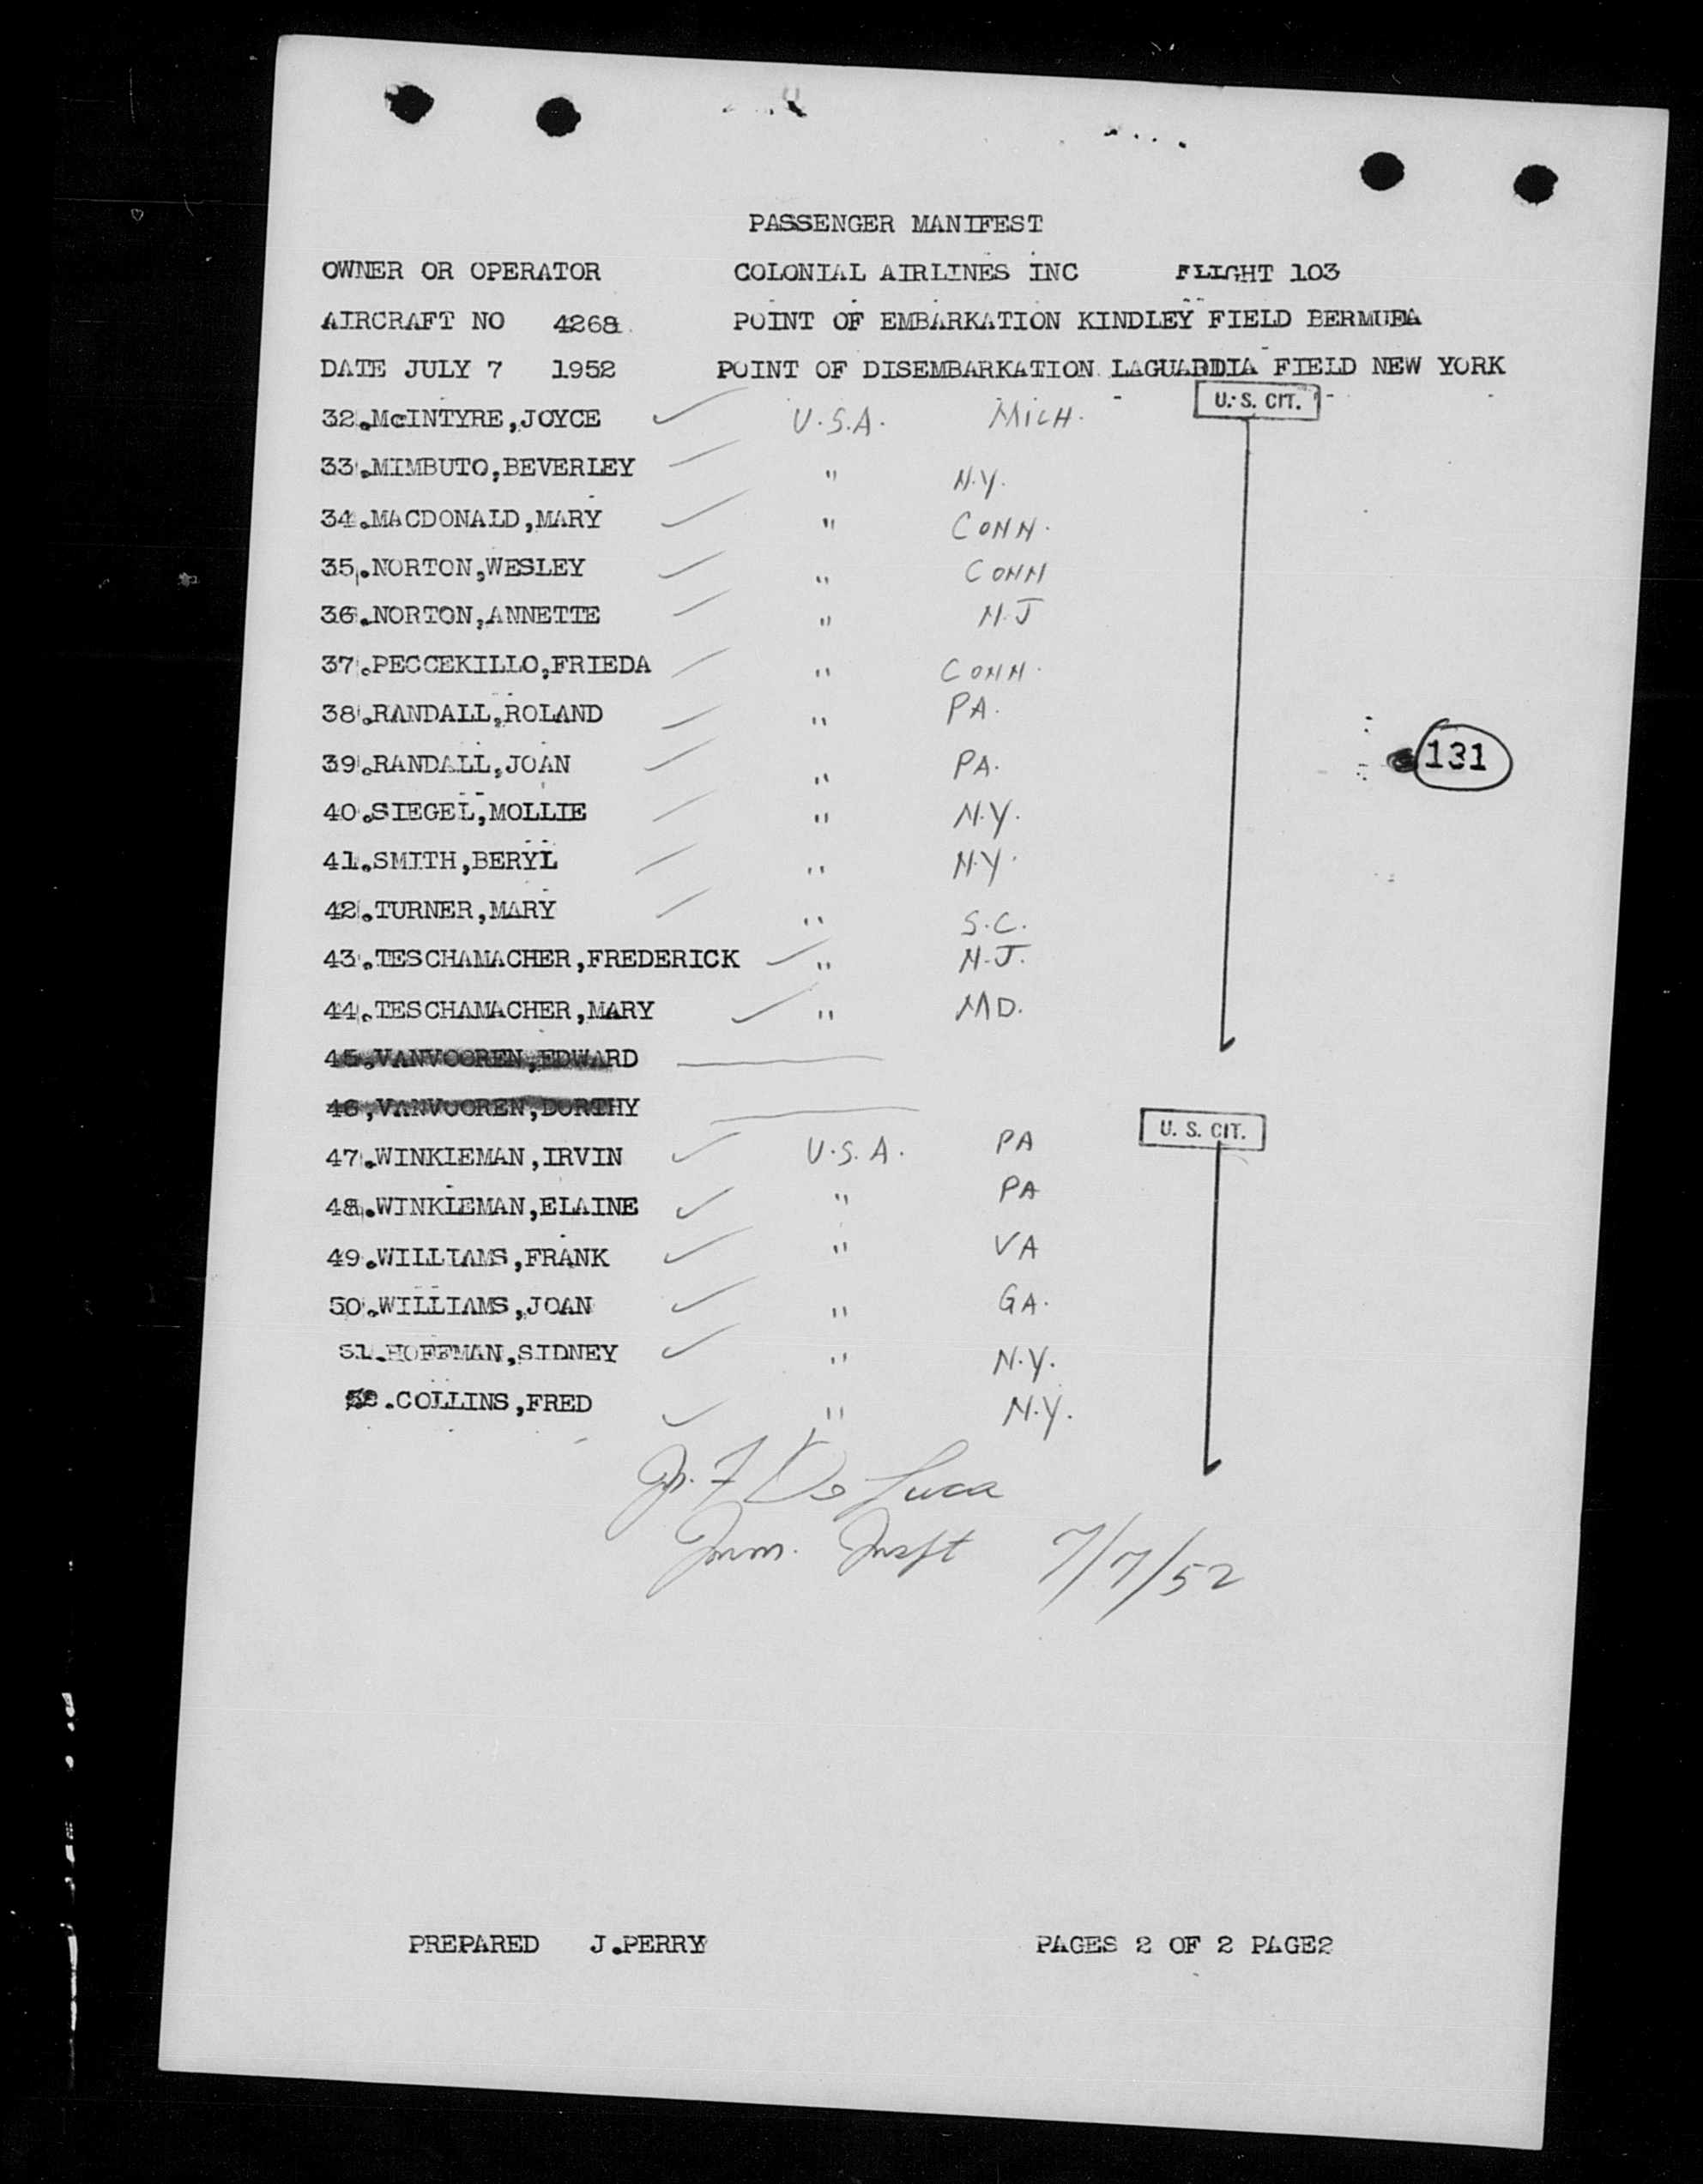 PASSENGER MANIFEST
OWNER OR OPERATOR COLONIAL AIRLINES INC FLIGHT 103
AIRCRAFT NO 4268 POINT OF EMBARKATION KINDLEY FIELD BERMUDA
DATE JULY 7 1952 POINT OF DISEMBARKATION LAGUARDIA FIELD NEW YORK
U. S. CIT.
32.McINTYRE,JOYCE U.S.A. MICH.
33.MIMBUTO,BEVERLEY " N.Y.
34.MACDONALD,MARY " CONN.
35.NORTON,WESLEY " CONN
36.NORTON,ANNETTE " N.J
37.PECCEKILLO,FRIEDA " CONN.
38.RANDALL,ROLAND " PA.
39.RANDALL,JOAN " PA.
131
40.SIEGEL,MOLLIE " N.Y.
41.SMITH,BERYL " N.Y.
42.TURNER,MARY " S.C.
43.TESCHAMACHER,FREDERICK " N.J.
44.TESCHAMACHER,MARY " MD.
45.VANVOOREN,EDWARD
46,VANVOOREN,DORTHY
U. S. CIT.
47.WINKLEMAN,IRVIN U.S.A. PA
48.WINKLEMAN,ELAINE " PA
49.WILLIAMS,FRANK " VA
50.WILLIAMS,JOAN " GA.
51.HOFFMAN,SIDNEY " N.Y.
52.COLLINS,FRED " N.Y.
F De Luca
Imm. Inspt 7/7/52
PREPARED J.PERRY PAGES 2 OF 2 PAGE2